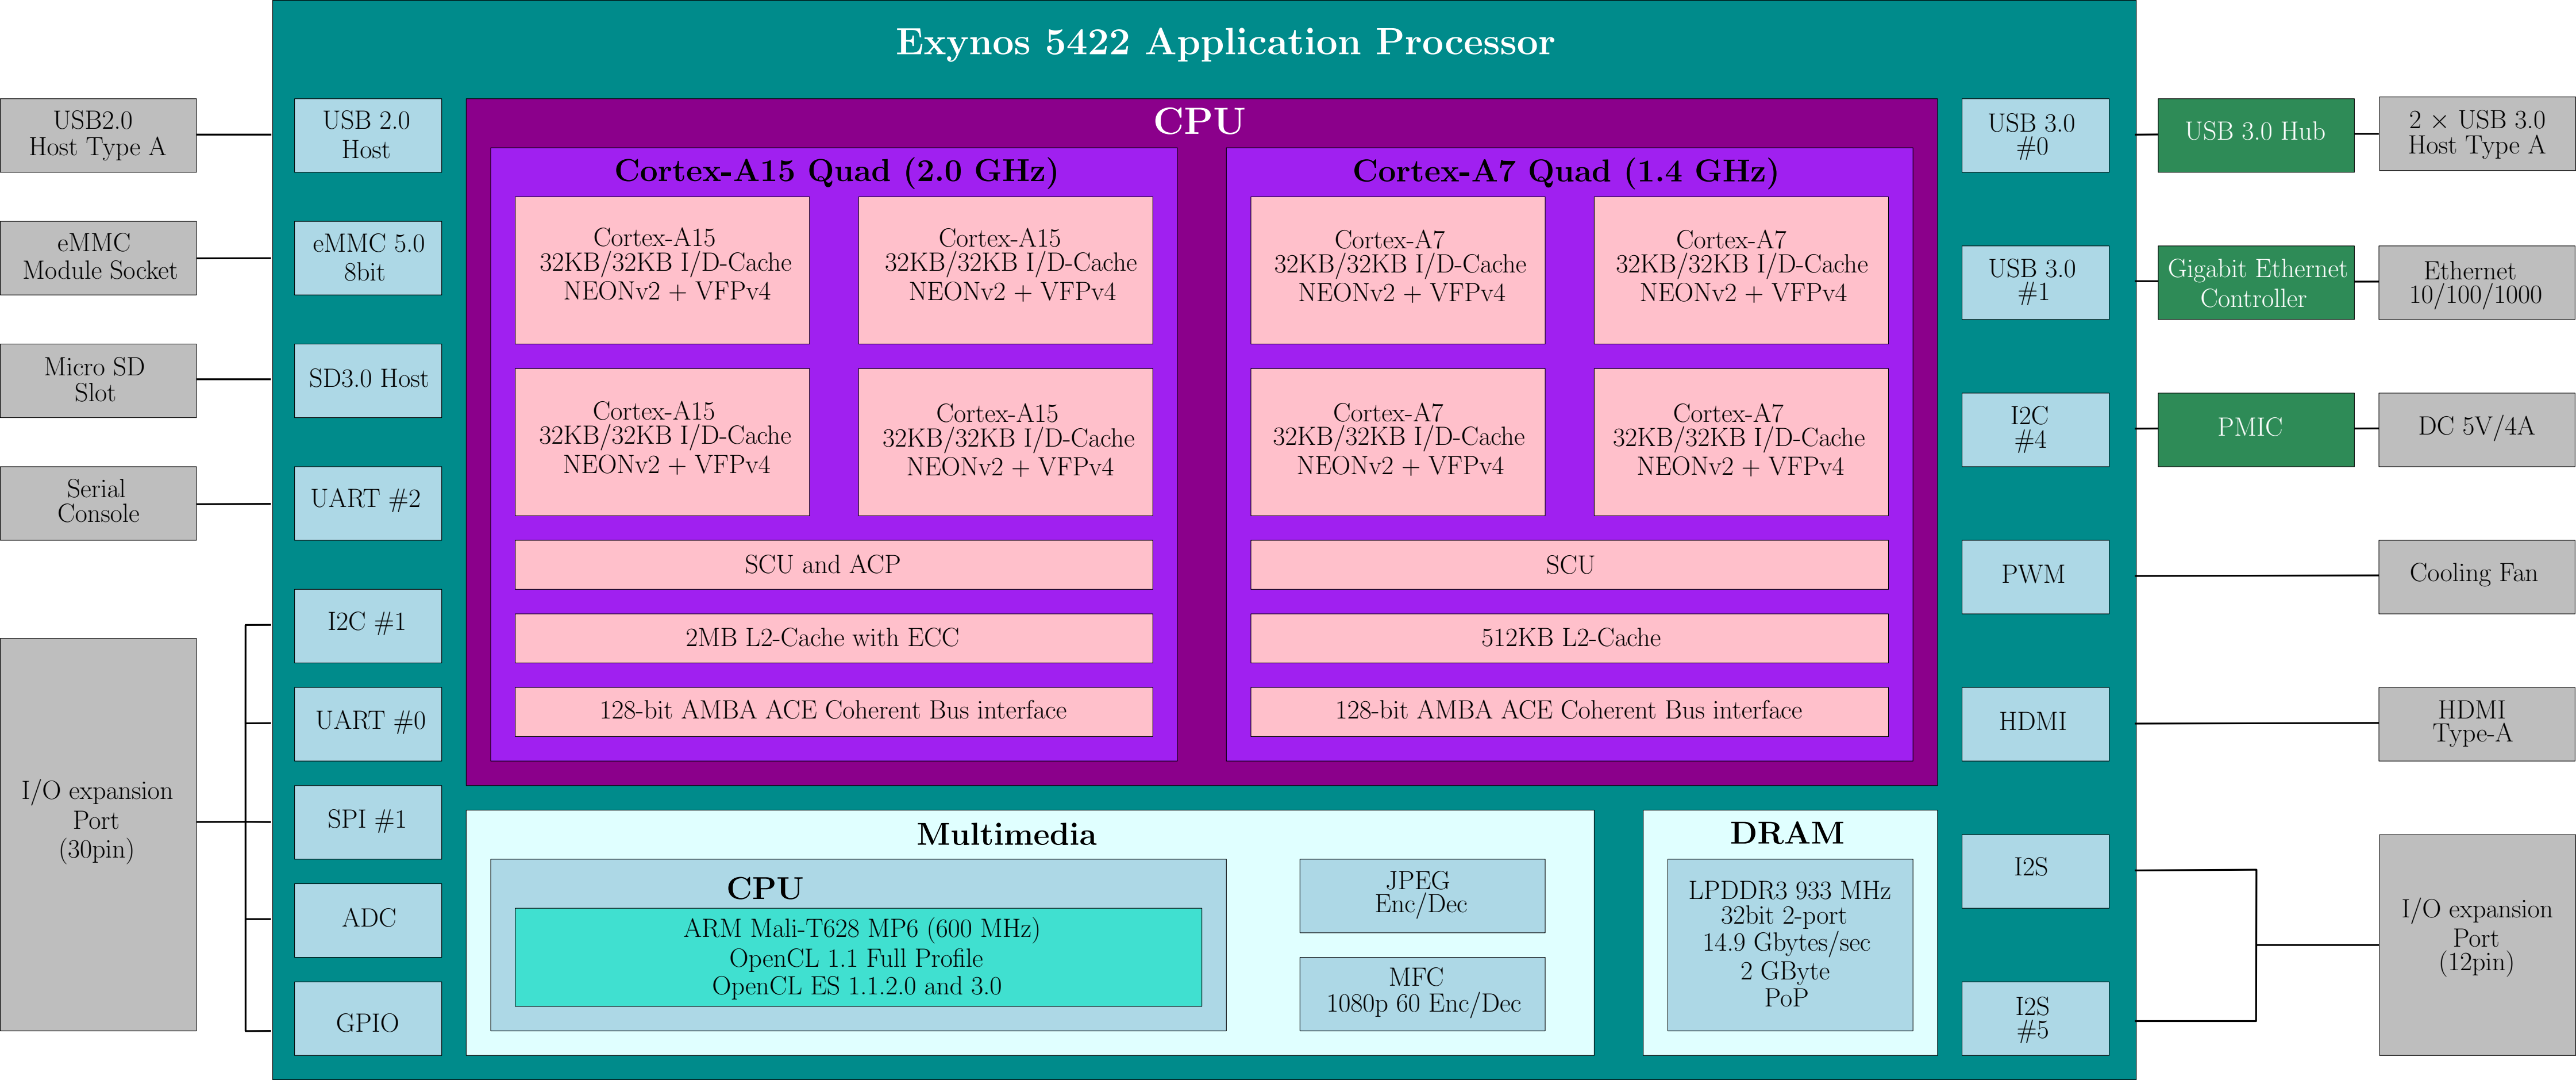 Exynos 5422 Application Processor
USB2.0
Host Type A
eMMC
Module Socket
Micro SD
Slot
Serial
Console
I/O expansion
Port
(30pin)
USB 2.0
Host
eMMC 5.0
8bit
SD3.0 Host
UART #2
I2C #1
UART #0
SPI #1
ADC
GPIO
CPU
Cortex-A15 Quad (2.0 GHz)
Cortex-A15
32KB/32KB I/D-Cache
NEONv2 + VFPv4
Cortex-A15
32KB/32KB I/D-Cache
NEONv2 + VFPv4
Cortex-A15
32KB/32KB I/D-Cache
NEONv2 + VFPv4
Cortex-A15
32KB/32KB I/D-Cache
NEONv2 + VFPv4
SCU and ACP
2MB L2-Cache with ECC
128-bit AMBA ACE Coherent Bus interface
Cortex-A7 Quad (1.4 GHz)
Cortex-A7
32KB/32KB I/D-Cache
NEONv2 + VFPv4
Cortex-A7
32KB/32KB I/D-Cache
NEONv2 + VFPv4
Cortex-A7
32KB/32KB I/D-Cache
NEONv2 + VFPv4
Cortex-A7
32KB/32KB I/D-Cache
NEONv2 + VFPv4
SCU
512KB L2-Cache
128-bit AMBA ACE Coherent Bus interface
Multimedia
CPU
ARM Mali-T628 MP6 (600 MHz)
OpenCL 1.1 Full Profile
OpenCL ES 1.1.2.0 and 3.0
JPEG
Enc/Dec
MFC
1080p 60 Enc/Dec
DRAM
LPDDR3 933 MHz
32bit 2-port
14.9 Gbytes/sec
2 GByte
PoP
USB 3.0
#0
USB 3.0
#1
I2C
#4
PWM
HDMI
I2S
I2S
#5
USB 3.0 Hub
Gigabit Ethernet
Controller
PMIC
2 × USB 3.0
Host Type A
Ethernet
10/100/1000
DC 5V/4A
Cooling Fan
HDMI
Type-A
I/O expansion
Port
(12pin)